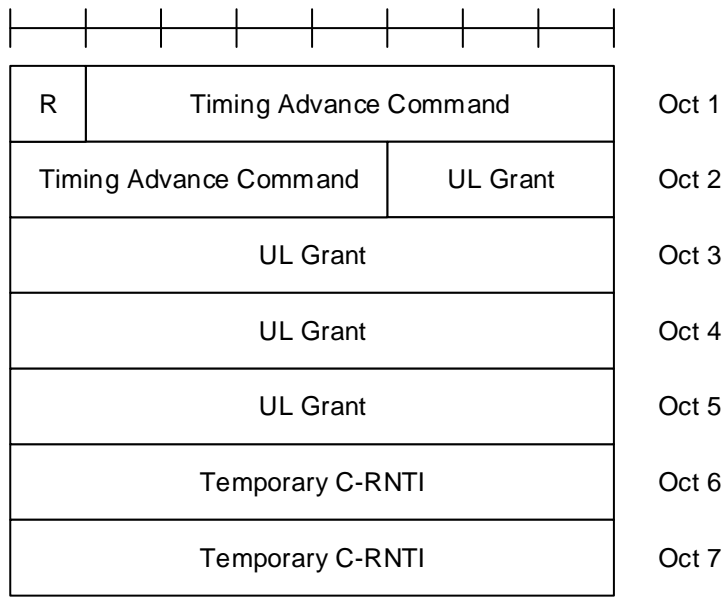 R Timing Advance Command Oct 1
Timing Advance Command UL Grant Oct 2
UL Grant Oct 3
UL Grant Oct 4
UL Grant Oct 5
Temporary C-RNTI Oct 6
Temporary C-RNTI Oct 7